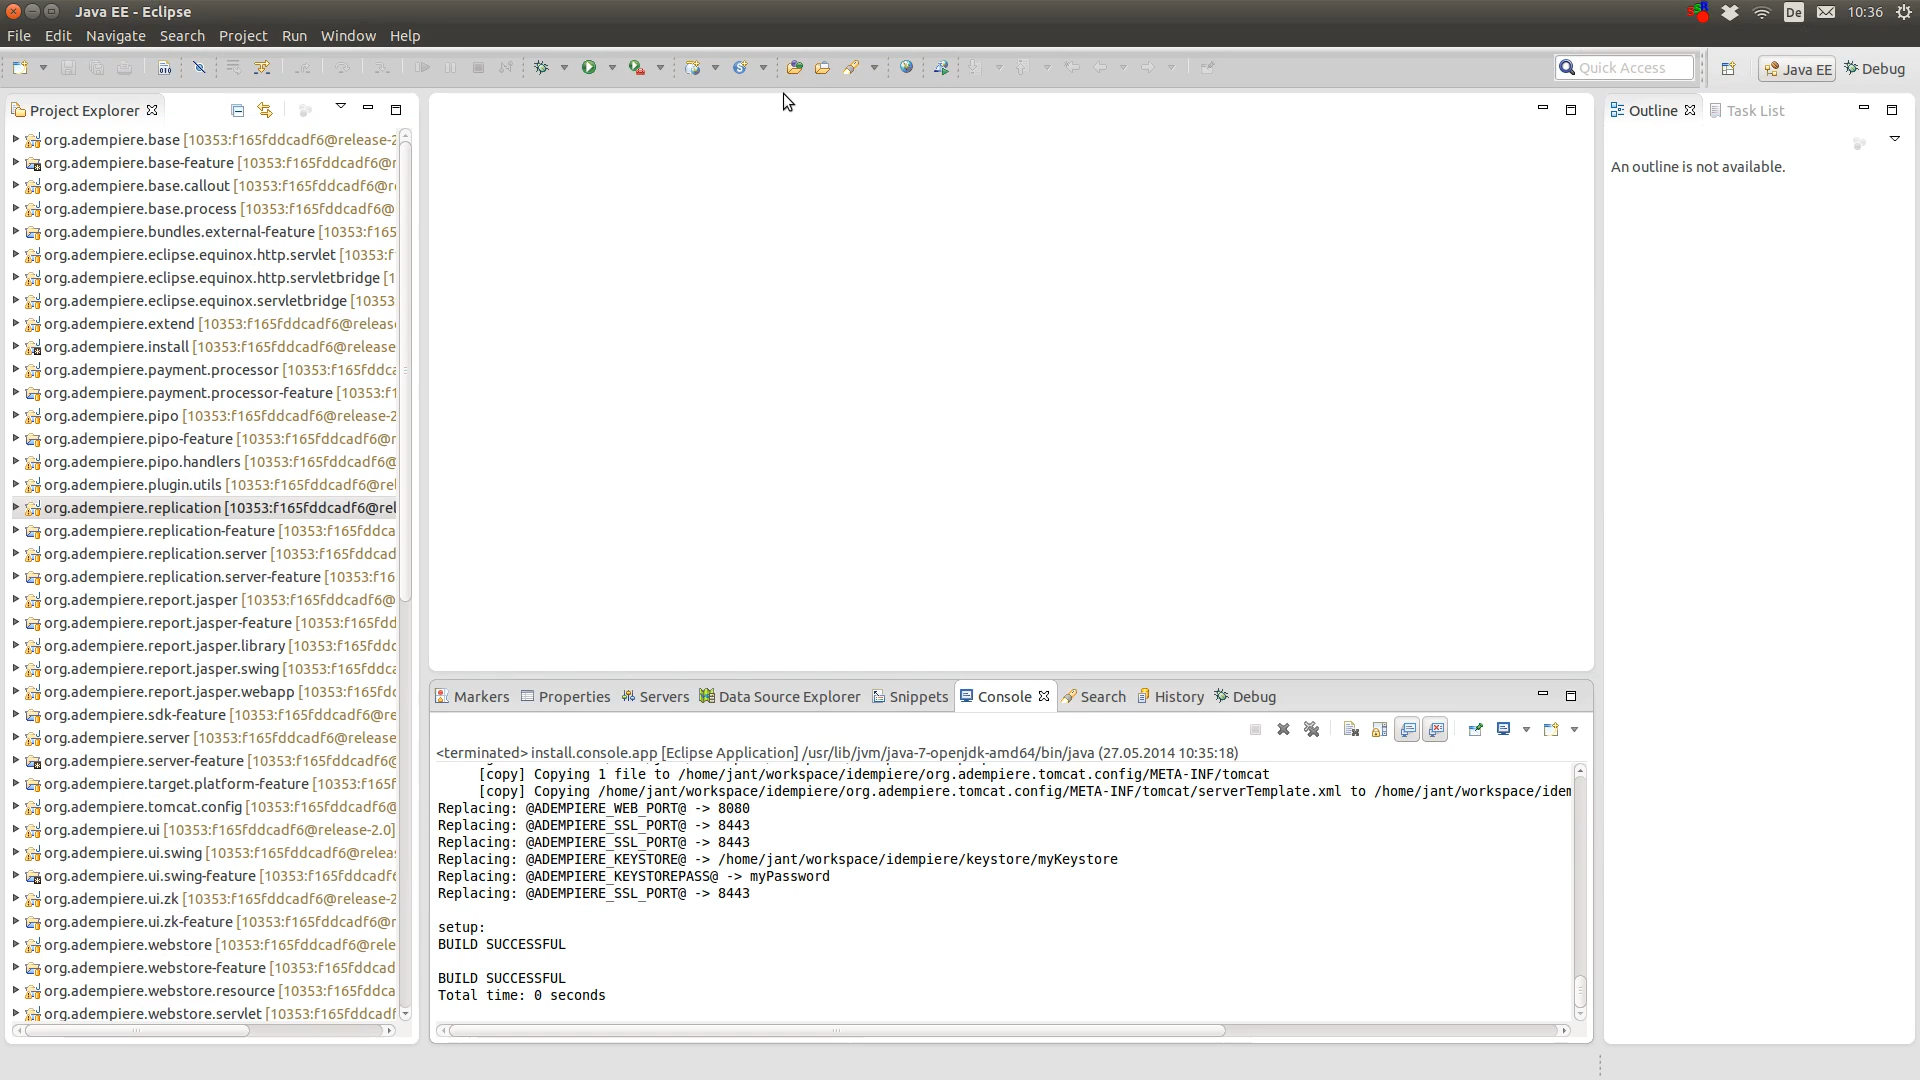 Java EE - Eclipse
De
10:36
File Edit Navigate Search Project Run Window Help
Quick Access
Java EE
Debug
Project Explorer
org.adempiere.base [10353:f165fddcadf6@release-2
org.adempiere.base-feature [10353:f165fddcadf6@r
org.adempiere.base.callout [10353:f165fddcadf6@r
org.adempiere.base.process [10353:f165fddcadf6@
org.adempiere.bundles.external-feature [10353:f165
org.adempiere.eclipse.equinox.http.servlet [10353:f
org.adempiere.eclipse.equinox.http.servletbridge [1
org.adempiere.eclipse.equinox.servletbridge [10353
org.adempiere.extend [10353:f165fddcadf6@release
org.adempiere.install [10353:f165fddcadf6@release
org.adempiere.payment.processor [10353:f165fddca
org.adempiere.payment.processor-feature [10353:f1
org.adempiere.pipo [10353:f165fddcadf6@release-2
org.adempiere.pipo-feature [10353:f165fddcadf6@r
org.adempiere.pipo.handlers [10353:f165fddcadf6@
org.adempiere.plugin.utils [10353:f165fddcadf6@rel
org.adempiere.replication [10353:f165fddcadf6@rel
org.adempiere.replication-feature [10353:f165fddca
org.adempiere.replication.server [10353:f165fddcad
org.adempiere.replication.server-feature [10353:f16
org.adempiere.report.jasper [10353:f165fddcadf6@
org.adempiere.report.jasper-feature [10353:f165fdd
org.adempiere.report.jasper.library [10353:f165fddc
org.adempiere.report.jasper.swing [10353:f165fddca
org.adempiere.report.jasper.webapp [10353:f165fdd
org.adempiere.sdk-feature [10353:f165fddcadf6@re
org.adempiere.server [10353:f165fddcadf6@release
org.adempiere.server-feature [10353:f165fddcadf6@
org.adempiere.target.platform-feature [10353:f165f
org.adempiere.tomcat.config [10353:f165fddcadf6@
org.adempiere.ui [10353:f165fddcadf6@release-2.0]
org.adempiere.ui.swing [10353:f165fddcadf6@relea
org.adempiere.ui.swing-feature [10353:f165fddcadf6
org.adempiere.ui.zk [10353:f165fddcadf6@release-2
org.adempiere.ui.zk-feature [10353:f165fddcadf6@r
org.adempiere.webstore [10353:f165fddcadf6@rele
org.adempiere.webstore-feature [10353:f165fddcad
org.adempiere.webstore.resource [10353:f165fddca
org.adempiere.webstore.servlet [10353:f165fddcadf
Markers Properties Servers Data Source Explorer Snippets Console Search History Debug
<terminated> install.console.app [Eclipse Application] /usr/lib/jvm/java-7-openjdk-amd64/bin/java (27.05.2014 10:35:18)
[copy] Copying 1 file to /home/jant/workspace/idempiere/org.adempiere.tomcat.config/META-INF/tomcat
[copy] Copying /home/jant/workspace/idempiere/org.adempiere.tomcat.config/META-INF/tomcat/serverTemplate.xml to /home/jant/workspace/idem
Replacing: @ADEMPIERE_WEB_PORT@ -> 8080
Replacing: @ADEMPIERE_SSL_PORT@ -> 8443
Replacing: @ADEMPIERE_SSL_PORT@ -> 8443
Replacing: @ADEMPIERE_KEYSTORE@ -> /home/jant/workspace/idempiere/keystore/myKeystore
Replacing: @ADEMPIERE_KEYSTOREPASS@ -> myPassword
Replacing: @ADEMPIERE_SSL_PORT@ -> 8443
setup:
BUILD SUCCESSFUL
BUILD SUCCESSFUL
Total time: 0 seconds
Outline Task List
An outline is not available.